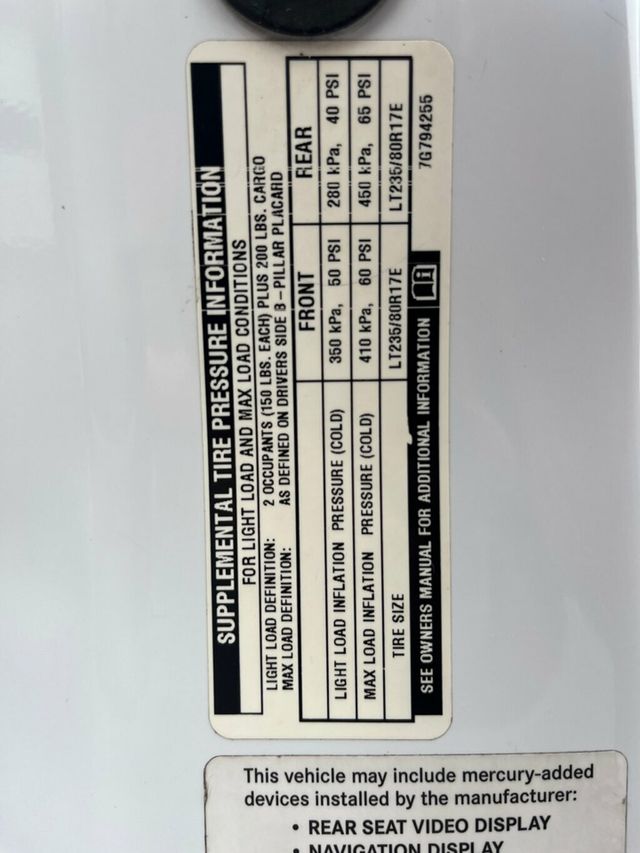 SUPPLEMENTAL TIRE PRESSURE INFORMATION
FOR LIGHT LOAD AND MAX LOAD CONDITIONS
LIGHT LOAD DEFINITION: 2 OCCUPANTS (150 LBS. EACH) PLUS 200 LBS. CARGO
MAX LOAD DEFINITION: AS DEFINED ON DRIVERS SIDE B-PILLAR PLACARD
FRONT REAR
LIGHT LOAD INFLATION PRESSURE (COLD) 350 kPa, 50 PSI 280 kPa, 40 PSI
MAX LOAD INFLATION PRESSURE (COLD) 410 kPa, 60 PSI 450 kPa, 65 PSI
TIRE SIZE LT235/80R17E LT235/80R17E
SEE OWNERS MANUAL FOR ADDITIONAL INFORMATION 7G794255
This vehicle may include mercury-added
devices installed by the manufacturer:
• REAR SEAT VIDEO DISPLAY
• NAVIGATION DISPLAY